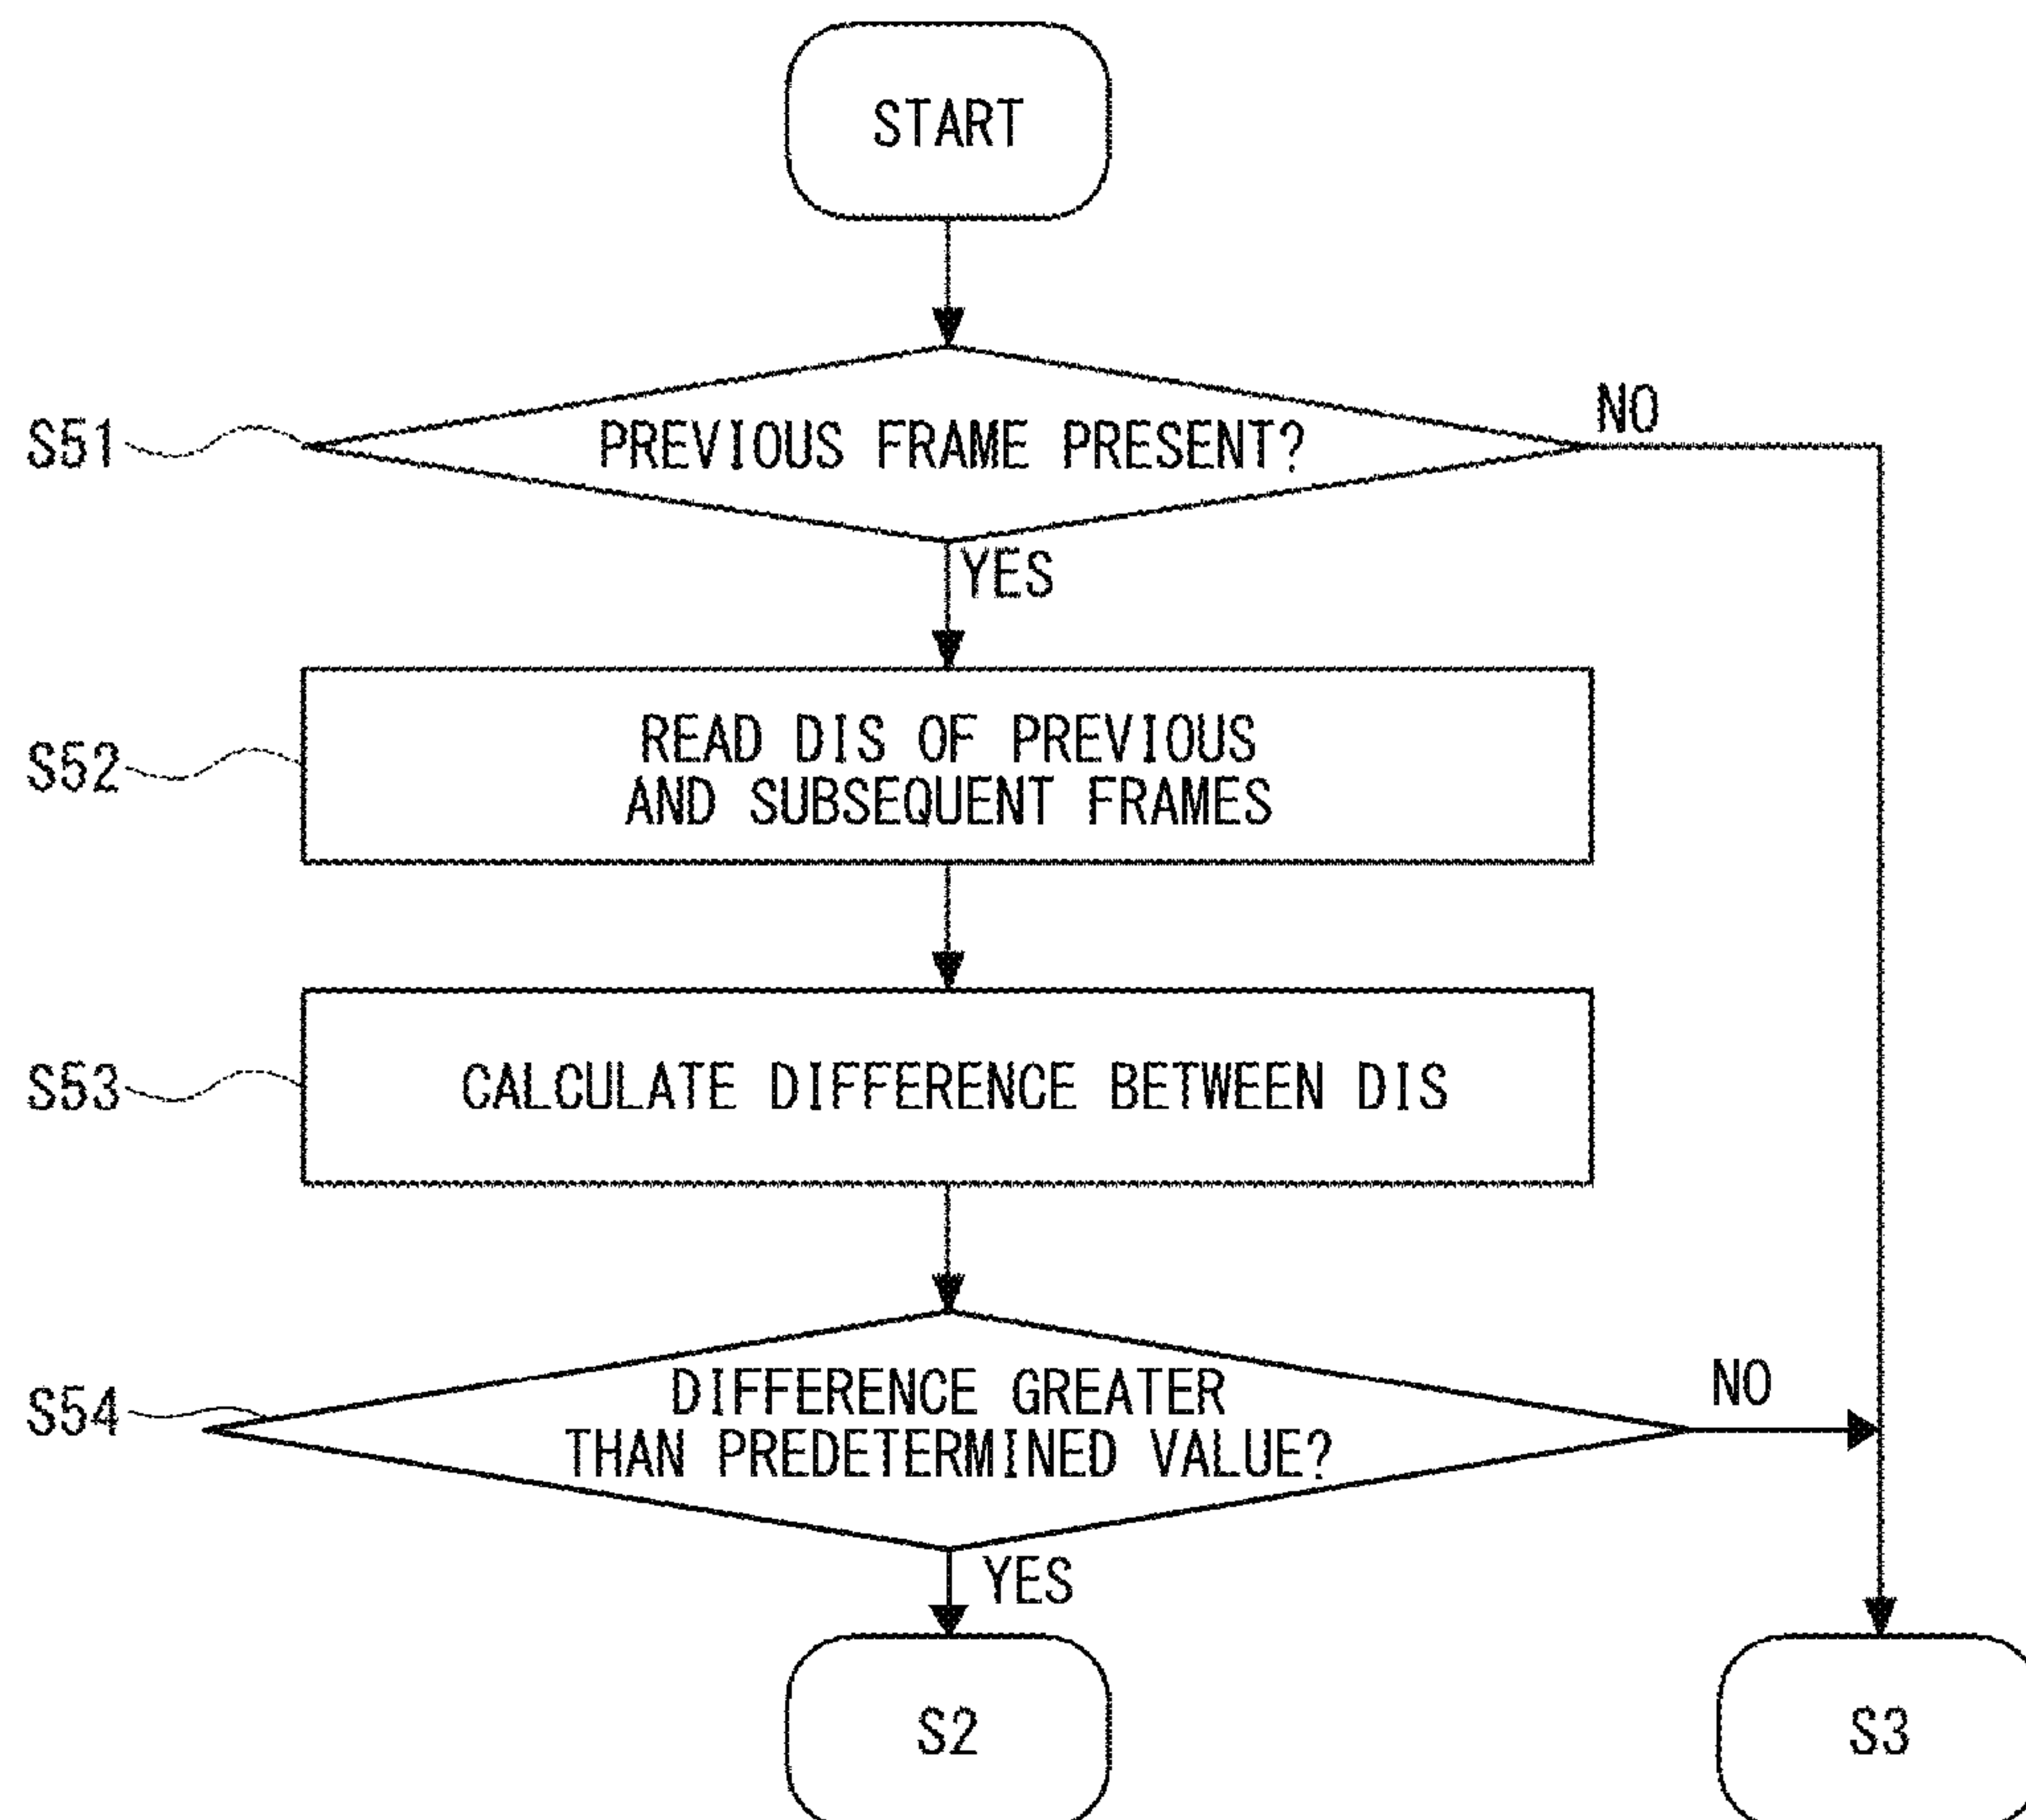 START
S51
PREVIOUS FRAME PRESENT?
NO
YES
S52
READ DIS OF PREVIOUS
AND SUBSEQUENT FRAMES
S53
CALCULATE DIFFERENCE BETWEEN DIS
S54
DIFFERENCE GREATER
THAN PREDETERMINED VALUE?
NO
YES
S2
S3